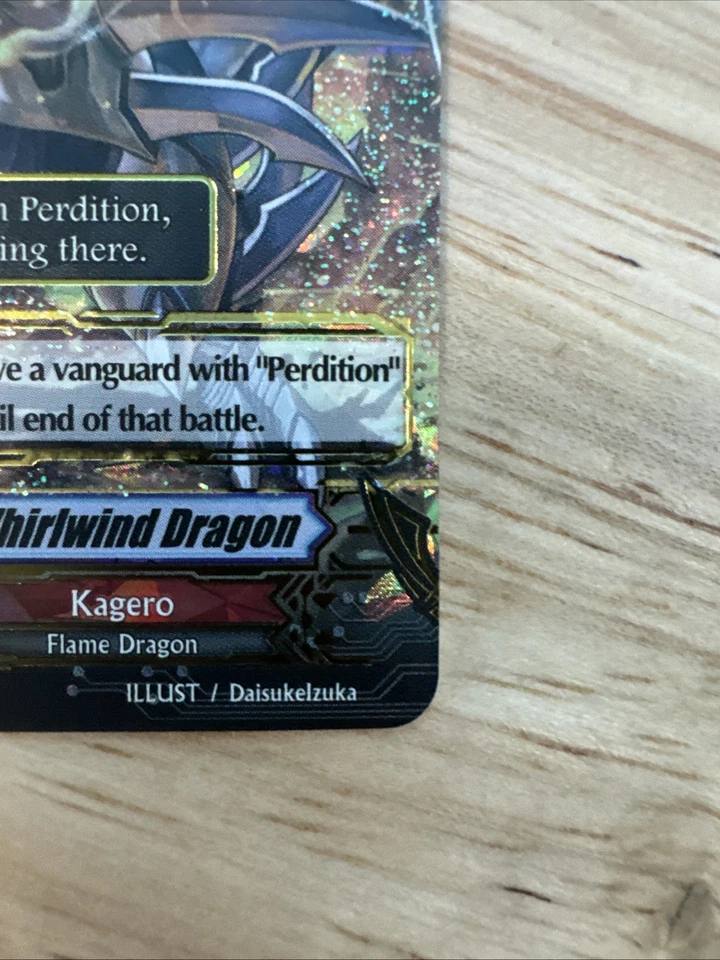 n Perdition,
ing there.
ve a vanguard with "Perdition"
il end of that battle.
hirlwind Dragon
Kagero
Flame Dragon
ILLUST / DaisukeIzuka